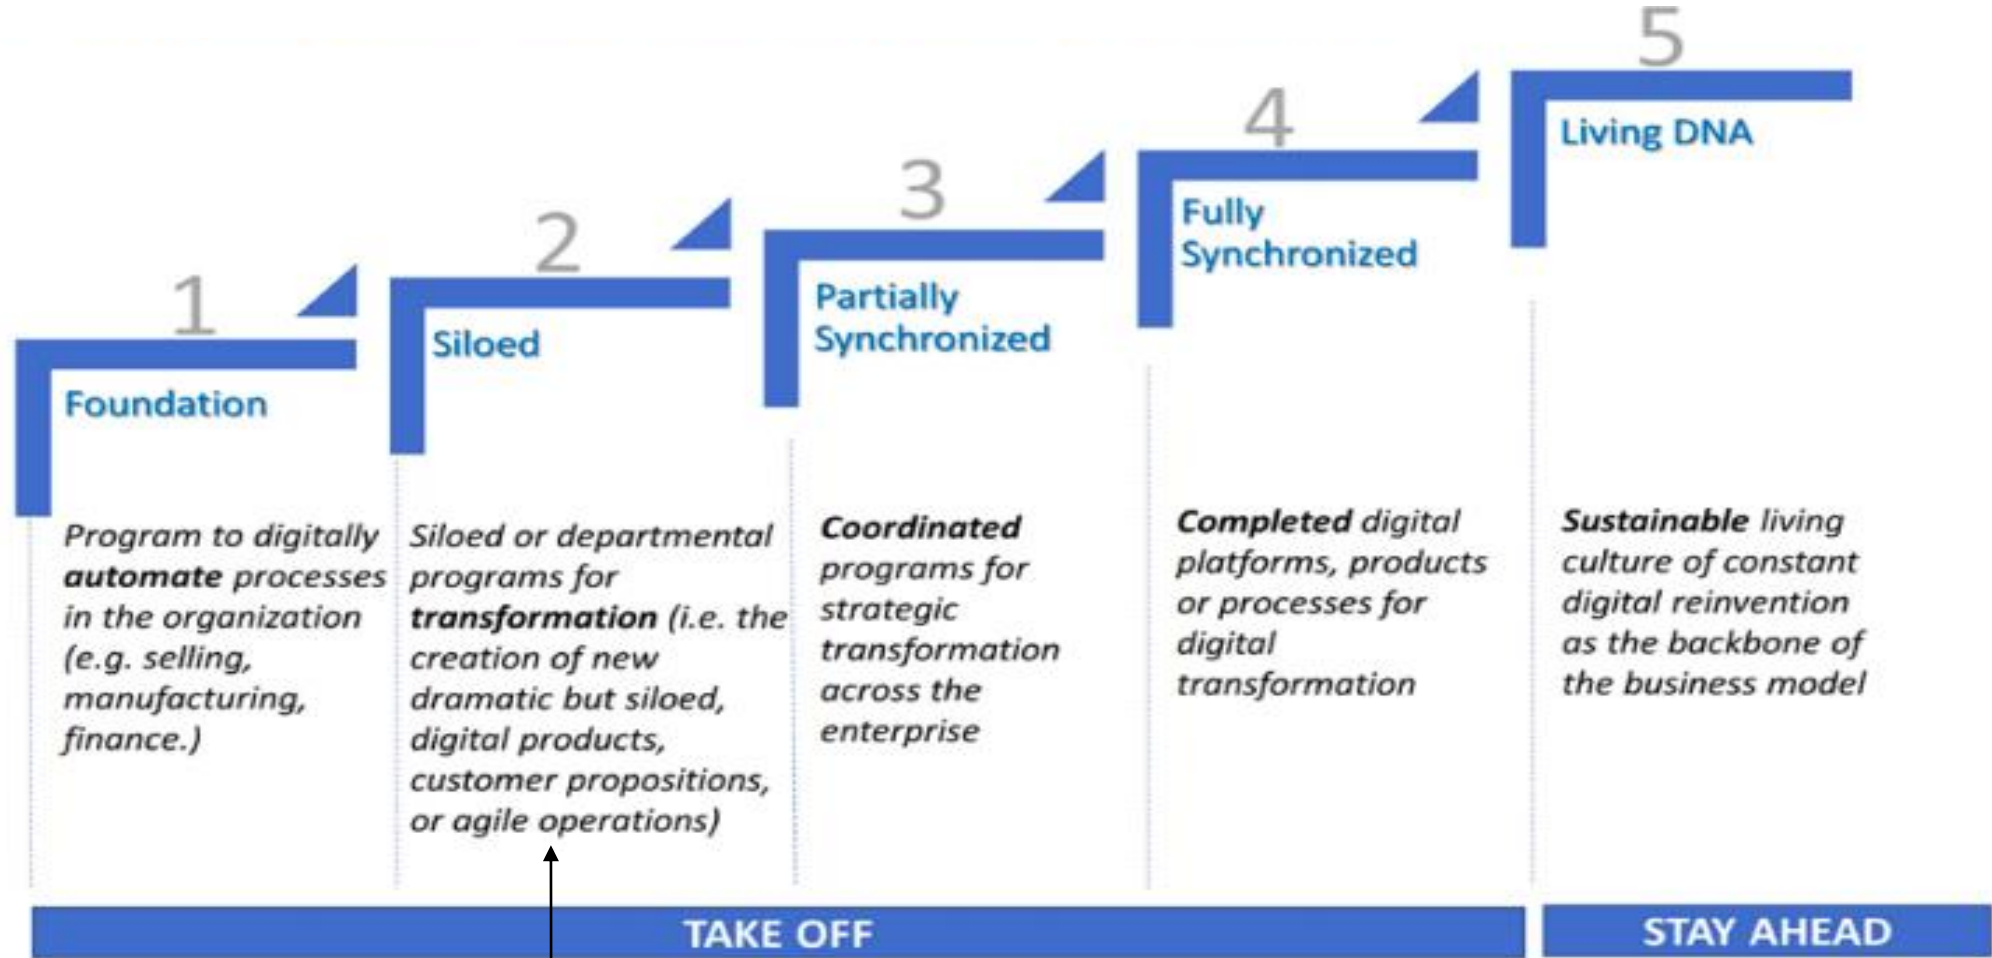 1
Foundation
Program to digitally
automate processes
in the organization
(e.g. selling,
manufacturing,
finance.)
2
Siloed
Siloed or departmental
programs for
transformation (i.e. the
creation of new
dramatic but siloed,
digital products,
customer propositions,
or agile operations)
3
Partially
Synchronized
Coordinated
programs for
strategic
transformation
across the
enterprise
4
Fully
Synchronized
Completed digital
platforms, products
or processes for
digital
transformation
5
Living DNA
Sustainable living
culture of constant
digital reinvention
as the backbone of
the business model
TAKE OFF
STAY AHEAD